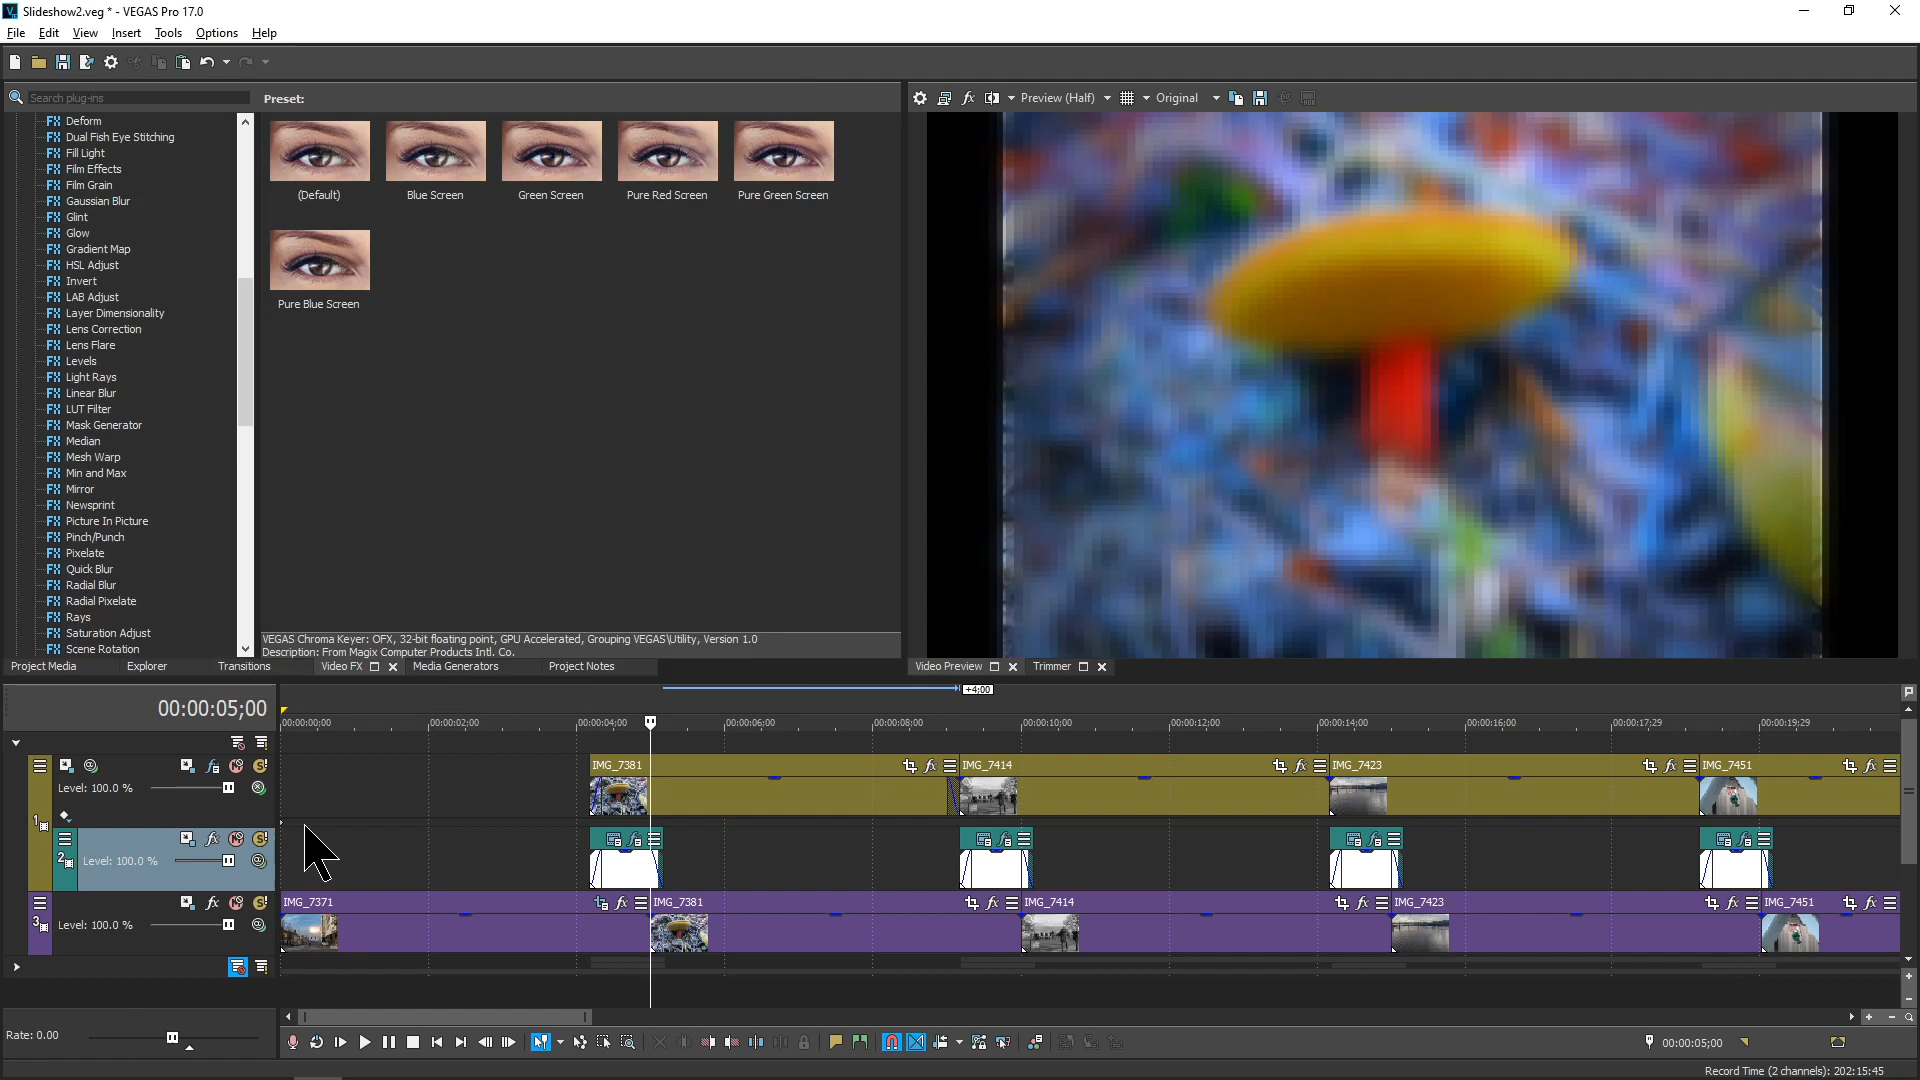 Slideshow2.veg * - VEGAS Pro 17.0
File Edit View Insert Tools Options Help
Search plug-ins
Preset:
Preview (Half)
Original
Deform
Dual Fish Eye Stitching
Fill Light
Film Effects
Film Grain
Gaussian Blur
Glint
Glow
Gradient Map
HSL Adjust
Invert
LAB Adjust
Layer Dimensionality
Lens Correction
Lens Flare
Levels
Light Rays
Linear Blur
LUT Filter
Mask Generator
Median
Mesh Warp
Min and Max
Mirror
Newsprint
Picture In Picture
Pinch/Punch
Pixelate
Quick Blur
Radial Blur
Radial Pixelate
Rays
Saturation Adjust
Scene Rotation
(Default)
Blue Screen
Green Screen
Pure Red Screen
Pure Green Screen
Pure Blue Screen
VEGAS Chroma Keyer: OFX, 32-bit floating point, GPU Accelerated, Grouping VEGAS\Utility, Version 1.0
Description: From Magix Computer Products Intl. Co.
Project Media Explorer Transitions Video FX Media Generators Project Notes
Video Preview Trimmer
00:00:05;00
+4;00
00:00:00;00 00:00:02;00 00:00:04;00 00:00:06;00 00:00:08;00 00:00:10;00 00:00:12;00 00:00:14;00 00:00:16;00 00:00:17;29 00:00:19;29
1
Level: 100.0 %
IMG_7381 IMG_7414 IMG_7423 IMG_7451
2
Level: 100.0 %
3
Level: 100.0 %
IMG_7371 IMG_7381 IMG_7414 IMG_7423 IMG_7451
Rate: 0.00
00:00:05;00
Record Time (2 channels): 202:15:45